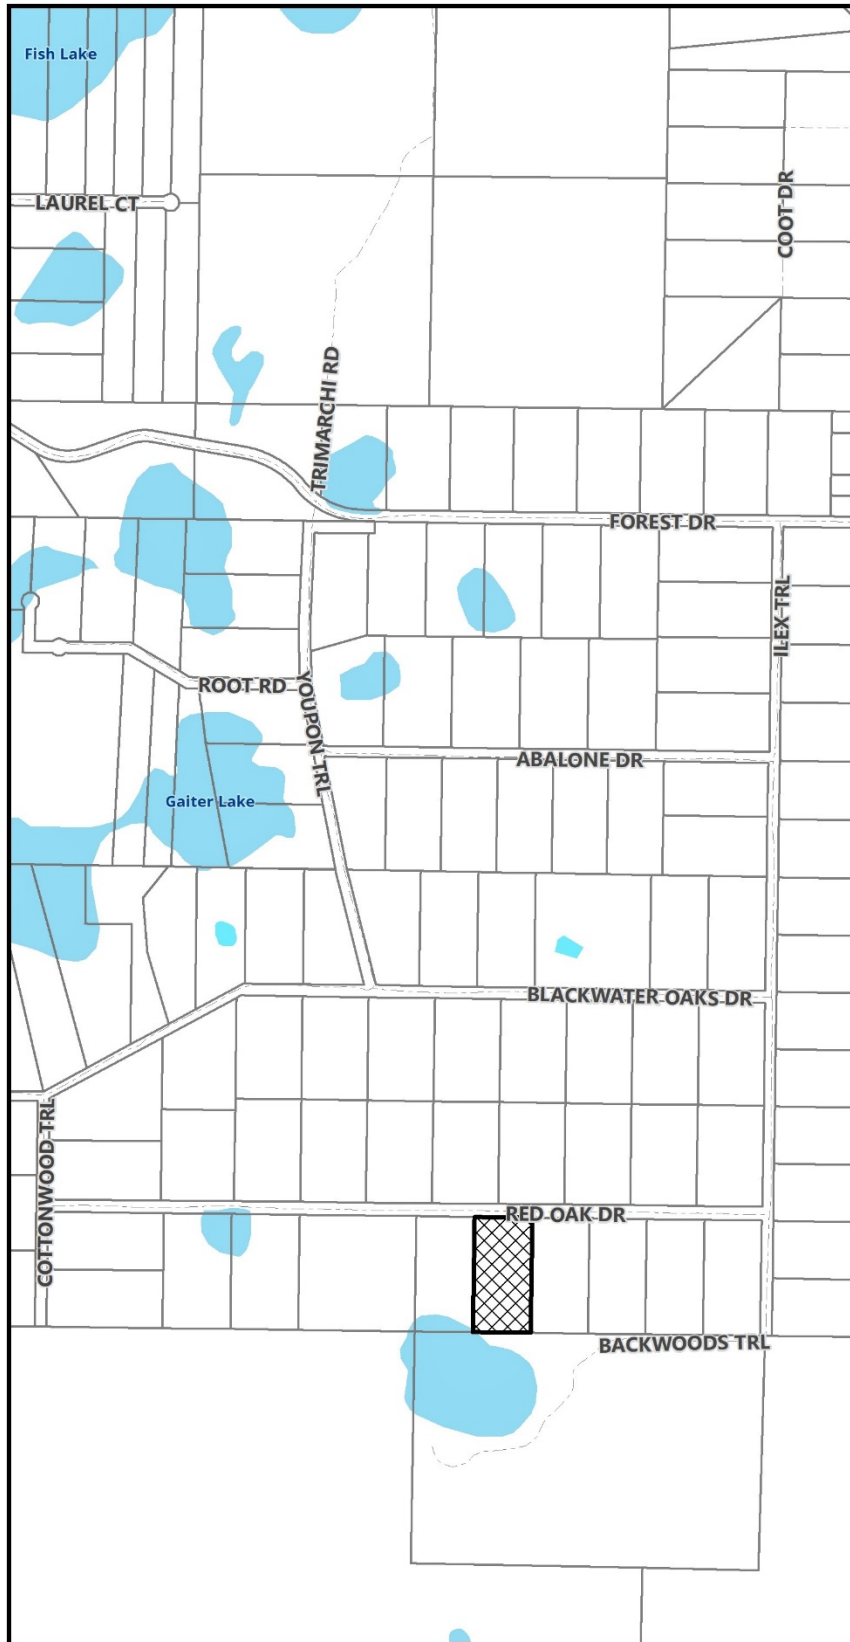 Fish Lake
LAUREL CT
COOT DR
TRIMARCHI RD
FOREST DR
ILEX TRL
ROOT RD
YOUPON TRL
ABALONE DR
Gaiter Lake
BLACKWATER OAKS DR
COTTONWOOD TRL
RED OAK DR
BACKWOODS TRL